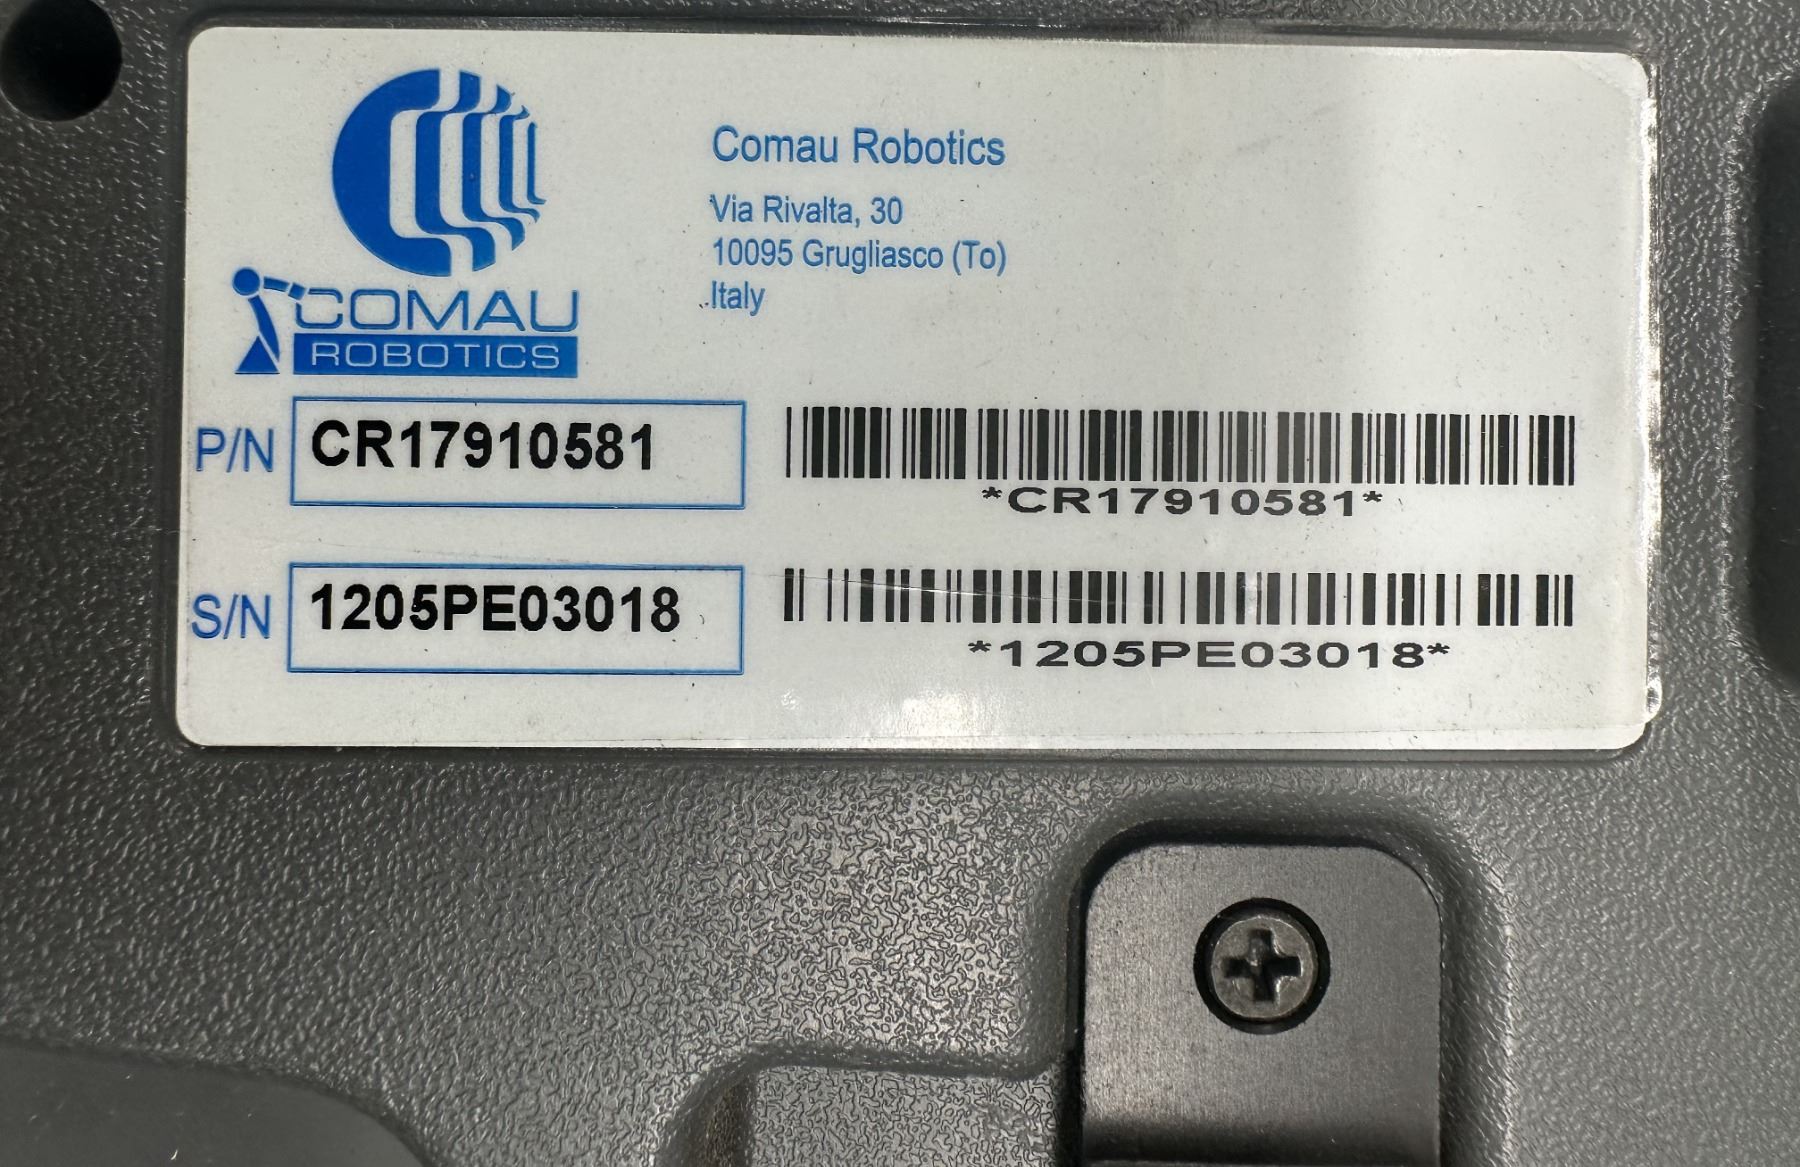 Comau Robotics
Via Rivalta, 30
10095 Grugliasco (To)
Italy
COMAU
ROBOTICS
P/N CR17910581
*CR17910581*
S/N 1205PE03018
*1205PE03018*